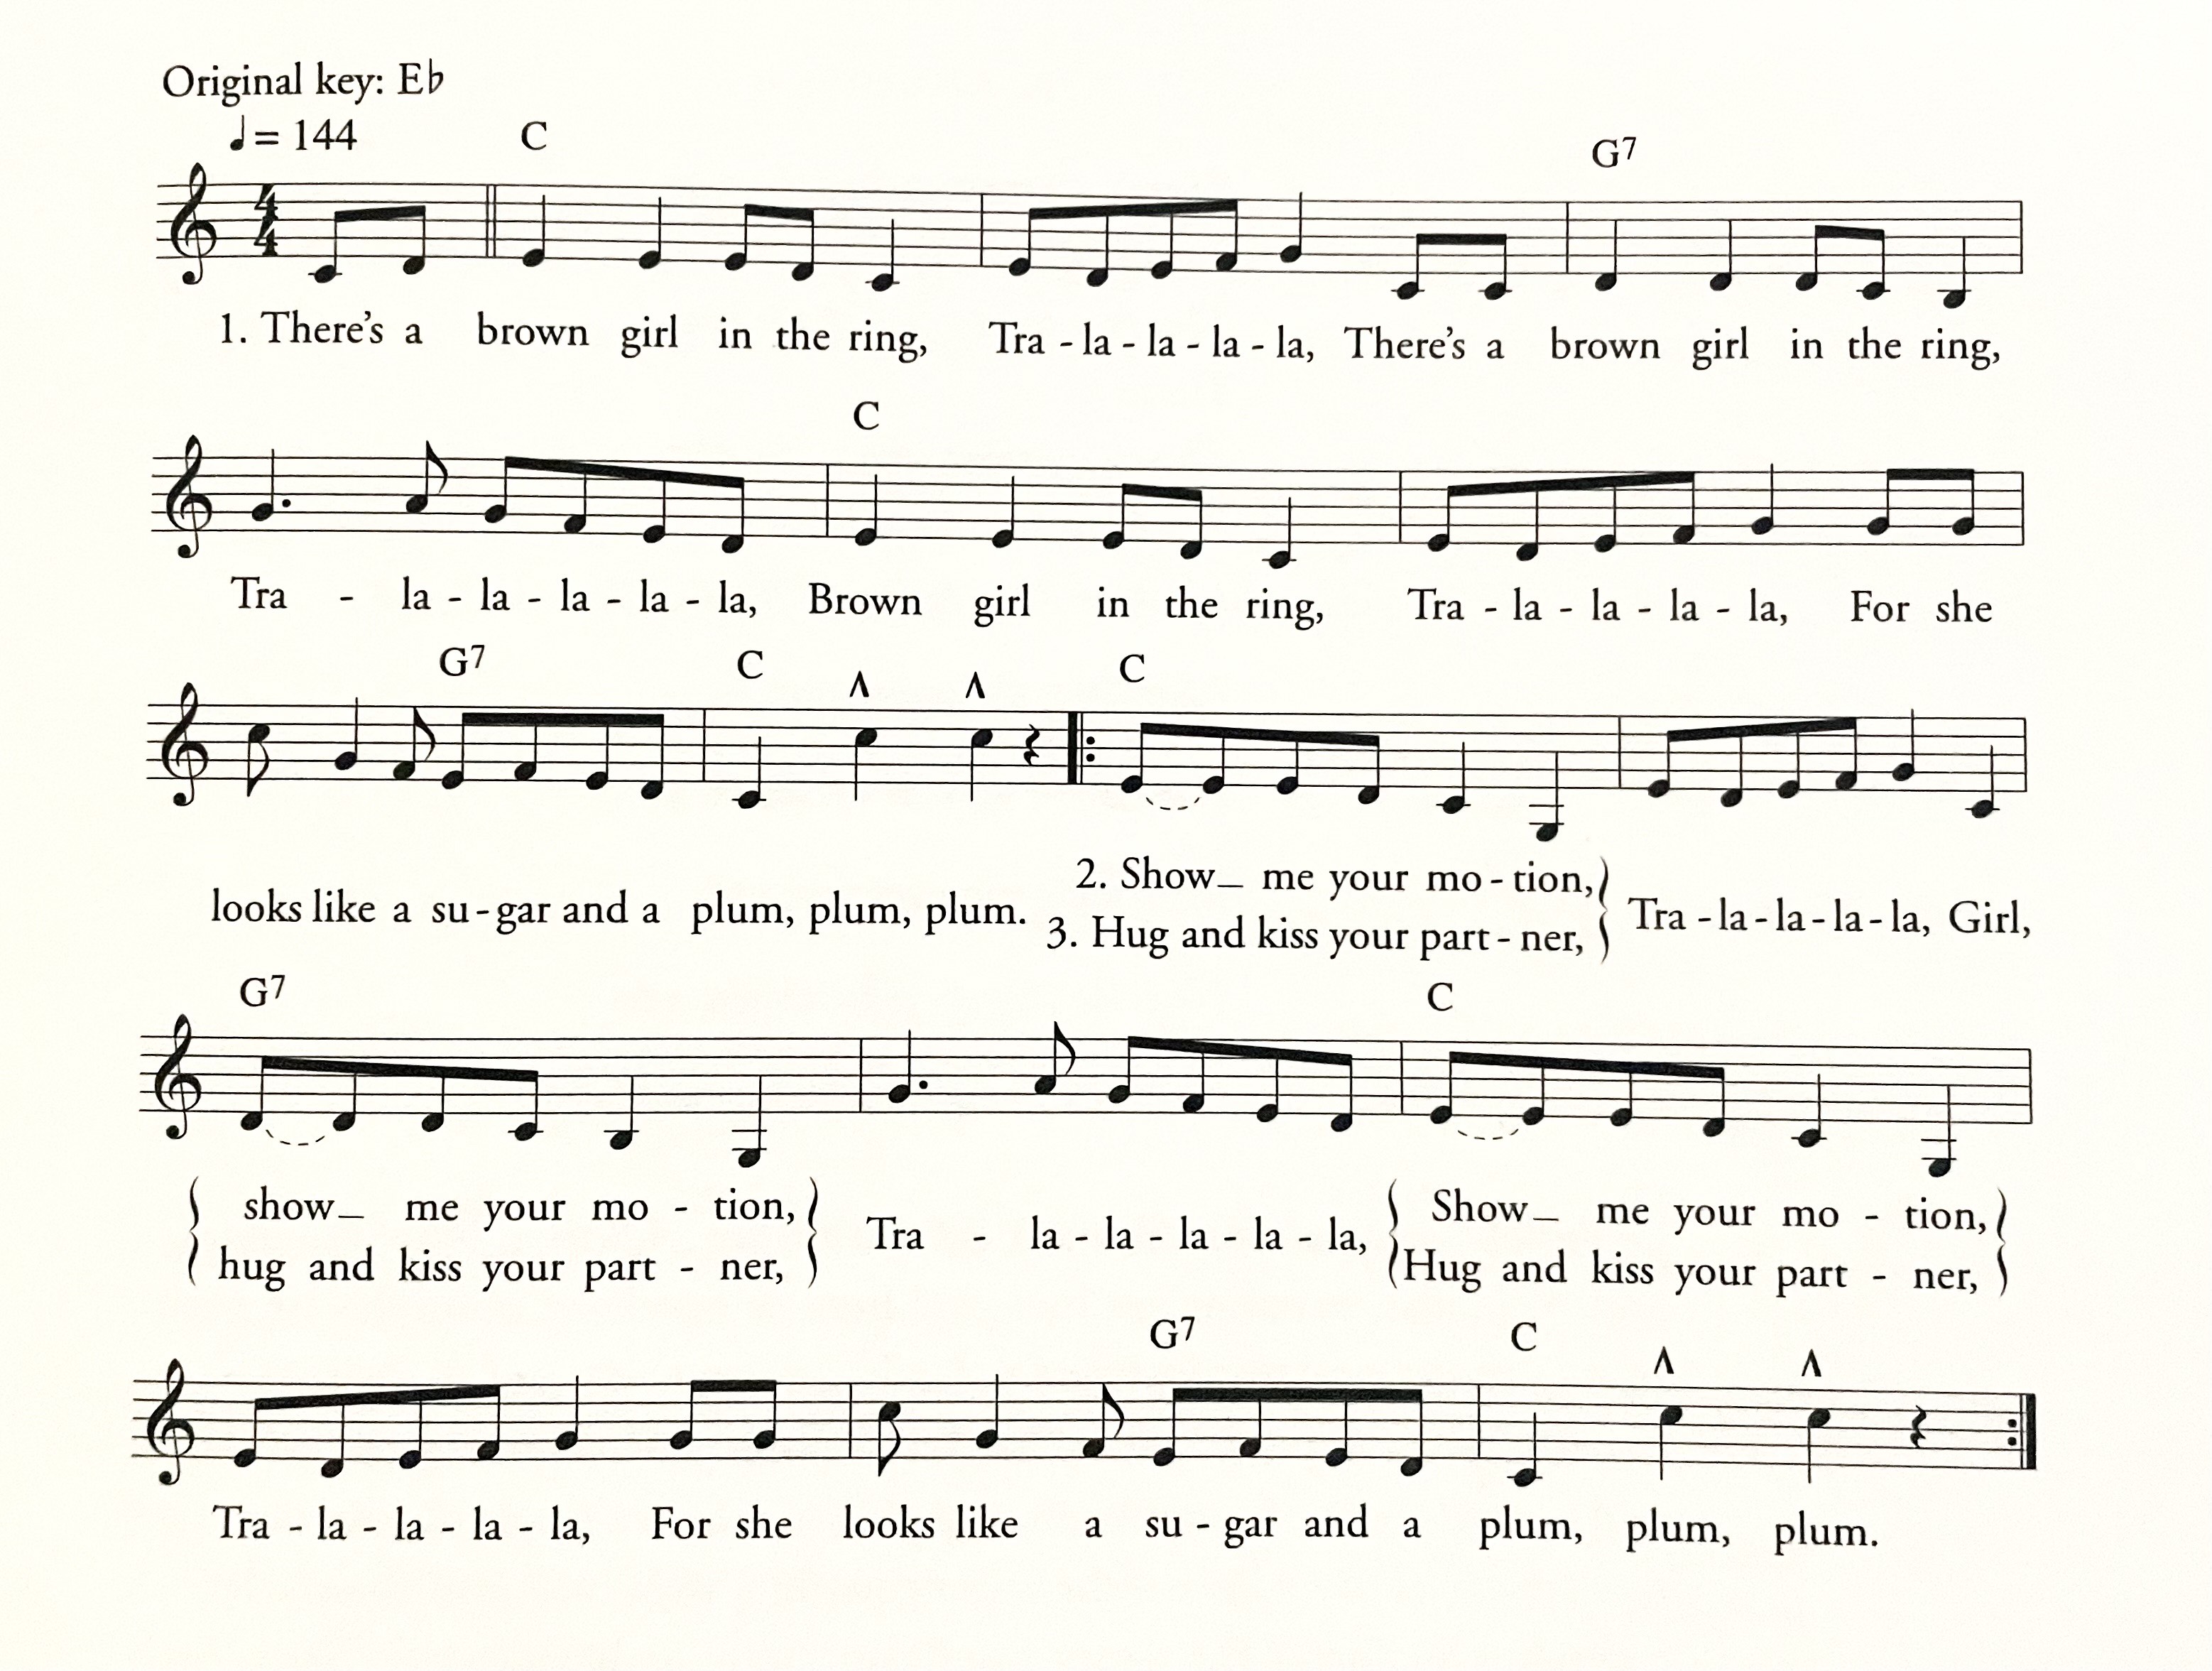 Original key: E♭
♩= 144
C G7
1. There's a brown girl in the ring, Tra - la - la - la - la, There's a brown girl in the ring,
C
Tra - la - la - la - la - la, Brown girl in the ring, Tra - la - la - la - la, For she
G7 C C
looks like a su - gar and a plum, plum, plum.
2. Show_ me your mo - tion,
3. Hug and kiss your part - ner,
Tra - la - la - la - la, Girl,
G7 C
show_ me your mo - tion,
hug and kiss your part - ner,
Tra - la - la - la - la - la,
Show_ me your mo - tion,
Hug and kiss your part - ner,
G7 C
Tra - la - la - la - la, For she looks like a su - gar and a plum, plum, plum.